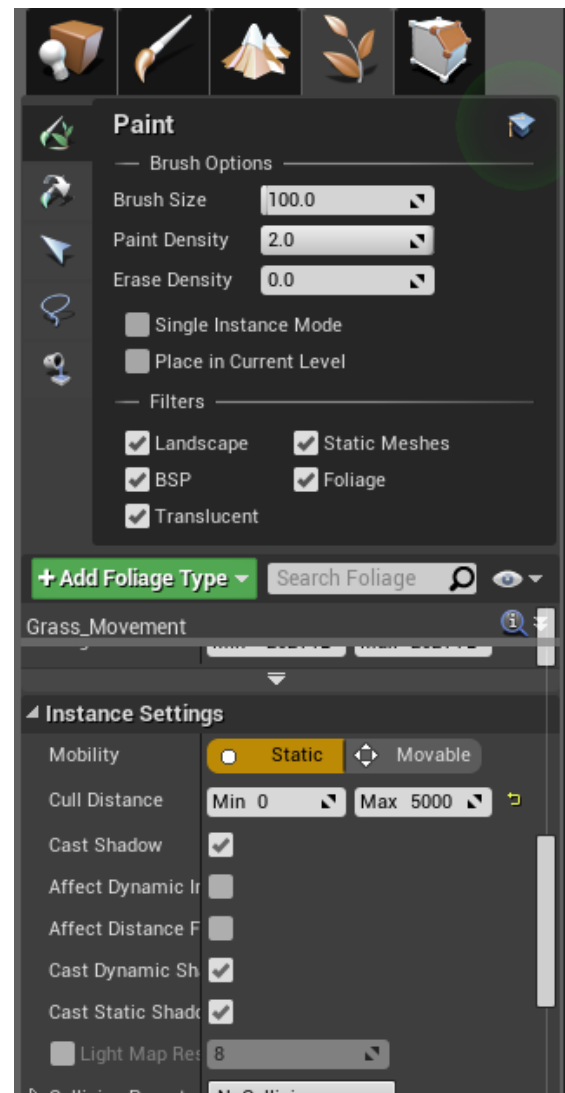 Paint
Brush Options
Brush Size 100.0
Paint Density 2.0
Erase Density 0.0
Single Instance Mode
Place in Current Level
Filters
Landscape Static Meshes
BSP Foliage
Translucent
+ Add Foliage Type Search Foliage
Grass_Movement
Instance Settings
Mobility Static Movable
Cull Distance Min 0 Max 5000
Cast Shadow
Affect Dynamic
Affect Distance F
Cast Dynamic Sh
Cast Static Shad
Light Map Res 8